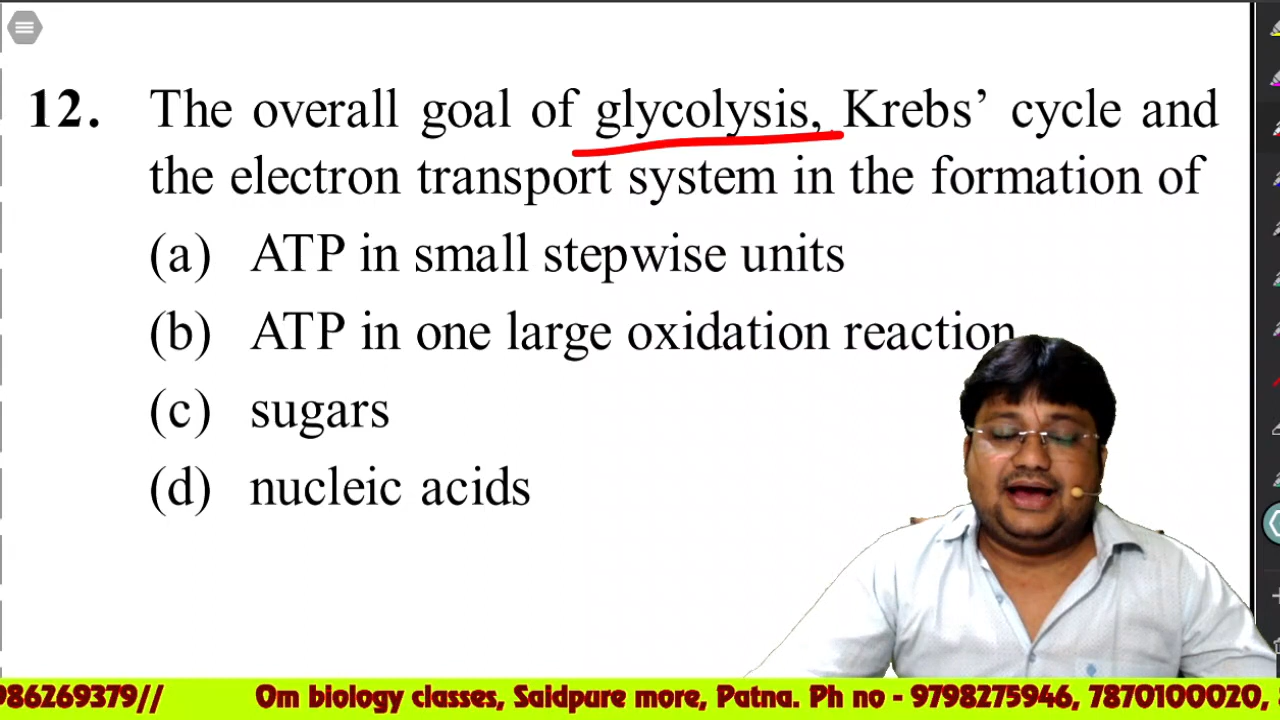 12. The overall goal of glycolysis, Krebs’ cycle and
the electron transport system in the formation of
(a) ATP in small stepwise units
(b) ATP in one large oxidation reaction
(c) sugars
(d) nucleic acids
986269379// Om biology classes, Saidpure more, Patna. Ph no - 9798275946, 7870100020,